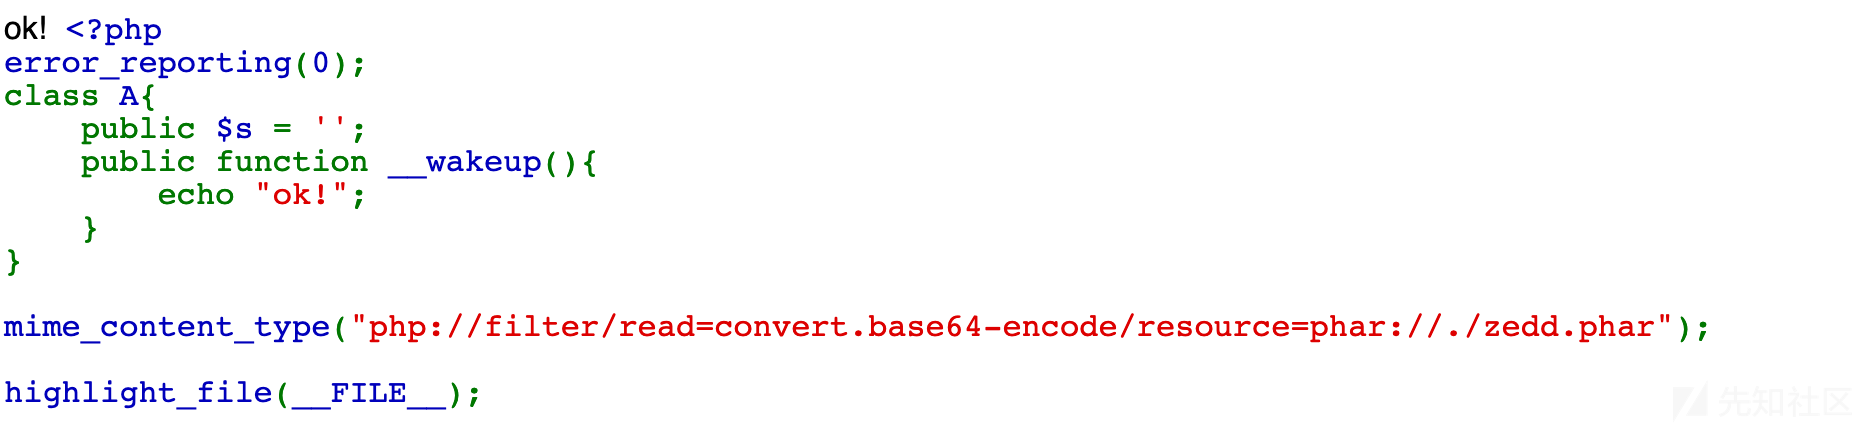 ok! <?php
error_reporting(0);
class A{
    public $s = '';
    public function __wakeup(){
        echo "ok!";
    }
}
mime_content_type("php://filter/read=convert.base64-encode/resource=phar://./zedd.phar");
highlight_file(__FILE__);
先知社区